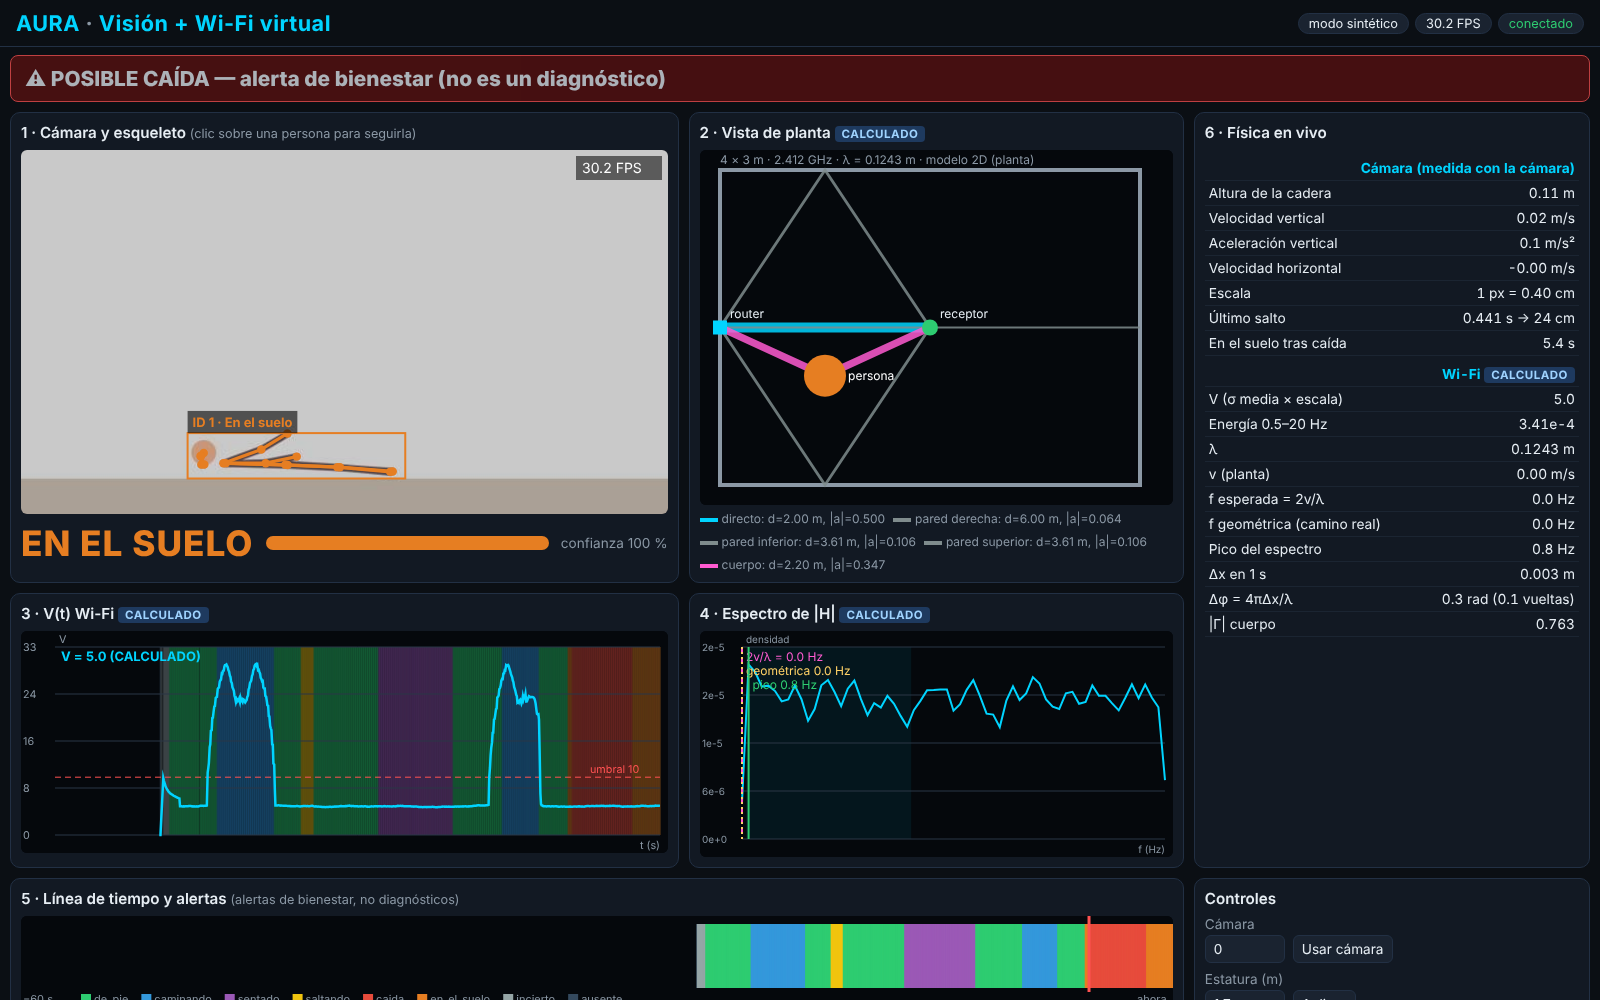 AURA · Visión + Wi-Fi virtual
modo sintético 30.2 FPS conectado
⚠ POSIBLE CAÍDA — alerta de bienestar (no es un diagnóstico)
1 · Cámara y esqueleto (clic sobre una persona para seguirla)
30.2 FPS
ID 1 · En el suelo
EN EL SUELO confianza 100 %
2 · Vista de planta CALCULADO
4 × 3 m · 2.412 GHz · λ = 0.1243 m · modelo 2D (planta)
router
receptor
persona
directo: d=2.00 m, |a|=0.500 pared derecha: d=6.00 m, |a|=0.064
pared inferior: d=3.61 m, |a|=0.106 pared superior: d=3.61 m, |a|=0.106
cuerpo: d=2.20 m, |a|=0.347
6 · Física en vivo
Cámara (medida con la cámara)
Altura de la cadera 0.11 m
Velocidad vertical 0.02 m/s
Aceleración vertical 0.1 m/s²
Velocidad horizontal -0.00 m/s
Escala 1 px = 0.40 cm
Último salto 0.441 s → 24 cm
En el suelo tras caída 5.4 s
Wi-Fi CALCULADO
V (σ media × escala) 5.0
Energía 0.5–20 Hz 3.41e-4
λ 0.1243 m
v (planta) 0.00 m/s
f esperada = 2v/λ 0.0 Hz
f geométrica (camino real) 0.0 Hz
Pico del espectro 0.8 Hz
Δx en 1 s 0.003 m
Δφ = 4πΔx/λ 0.3 rad (0.1 vueltas)
|Γ| cuerpo 0.763
3 · V(t) Wi-Fi CALCULADO
V
33
V = 5.0 (CALCULADO)
24
16
umbral 10
8
0
t (s)
4 · Espectro de |H| CALCULADO
densidad
2e-5
2v/λ = 0.0 Hz
geométrica 0.0 Hz
pico 0.8 Hz
2e-5
1e-5
6e-6
0e+0
f (Hz)
5 · Línea de tiempo y alertas (alertas de bienestar, no diagnósticos)
−60 s de_pie caminando sentado saltando caida en_el_suelo incierto ausente ahora
Controles
Cámara
0 Usar cámara
Estatura (m)